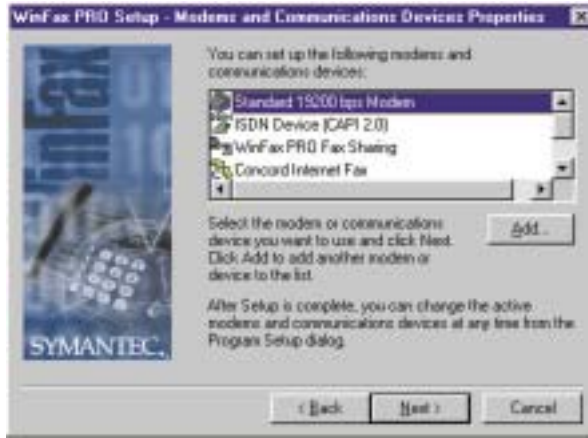 WinFax PRO Setup - Modems and Communications Devices Properties
WinFax
You can set up the following modems and
communications devices:
Standard 19200 bps Modem
ISDN Device (CAPI 2.0)
WinFax PRO Fax Sharing
Concord Internet Fax
Select the modem or communications
device you want to use and click Next.
Click Add to add another modem or
device to the list.
Add...
After Setup is complete, you can change the active
modems and communications devices at any time from the
Program Setup dialog.
SYMANTEC.
< Back
Next >
Cancel